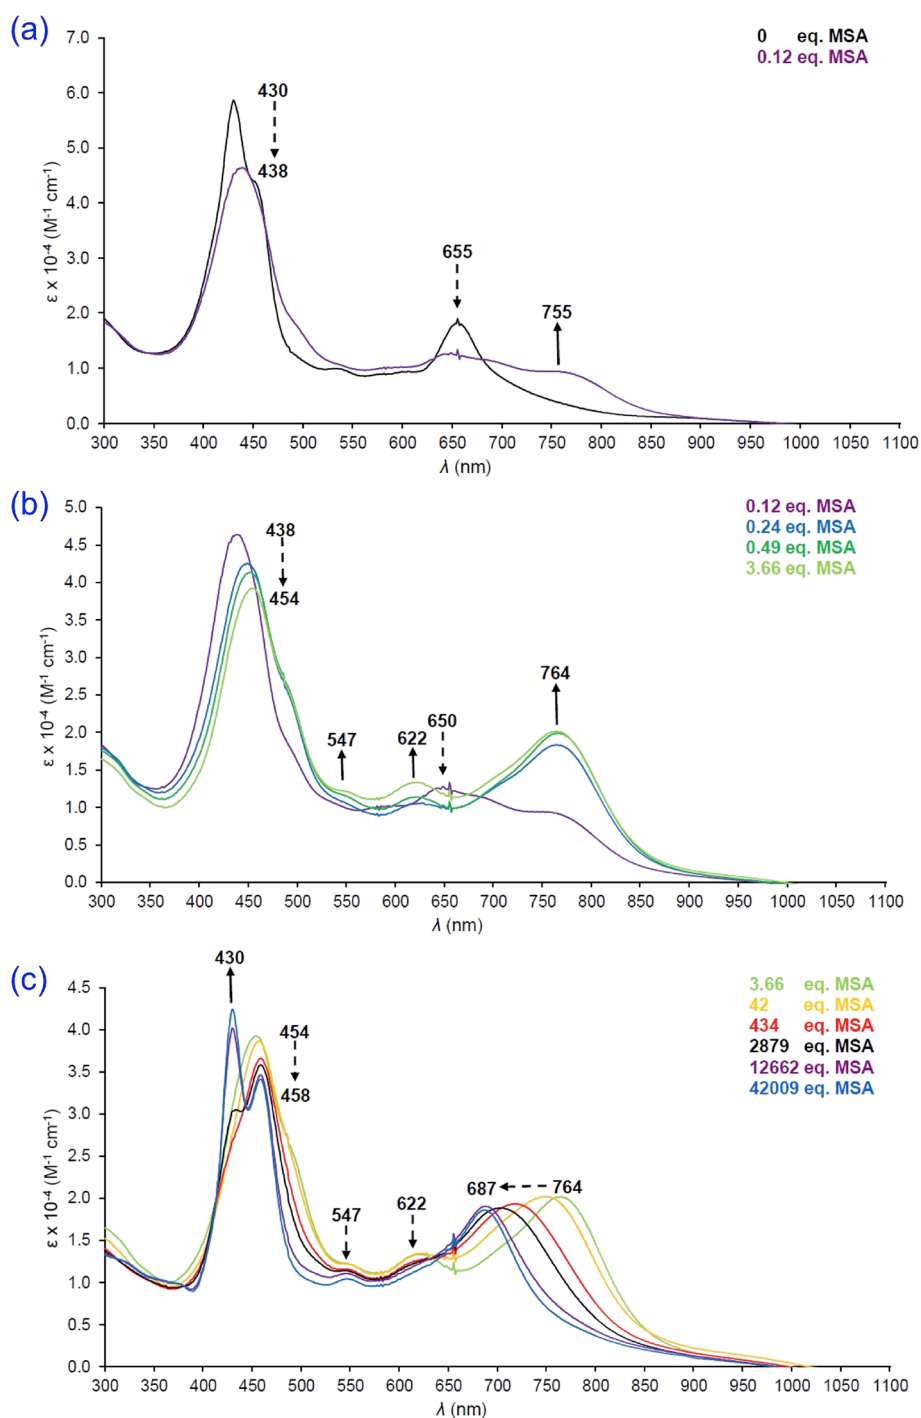 (a)
7.0
6.0
5.0
4.0
3.0
2.0
1.0
0.0
ε x 10-4 (M-1 cm-1)
0 eq. MSA
0.12 eq. MSA
430
438
655
755
300 350 400 450 500 550 600 650 700 750 800 850 900 950 1000 1050 1100
λ (nm)
(b)
5.0
4.5
4.0
3.5
3.0
2.5
2.0
1.5
1.0
0.5
0.0
ε x 10-4 (M-1 cm-1)
0.12 eq. MSA
0.24 eq. MSA
0.49 eq. MSA
3.66 eq. MSA
438
454
547
622
650
764
300 350 400 450 500 550 600 650 700 750 800 850 900 950 1000 1050 1100
λ (nm)
(c)
4.5
4.0
3.5
3.0
2.5
2.0
1.5
1.0
0.5
0.0
ε x 10-4 (M-1 cm-1)
3.66 eq. MSA
42 eq. MSA
434 eq. MSA
2879 eq. MSA
12662 eq. MSA
42009 eq. MSA
430
454
458
547
622
687
764
300 350 400 450 500 550 600 650 700 750 800 850 900 950 1000 1050 1100
λ (nm)